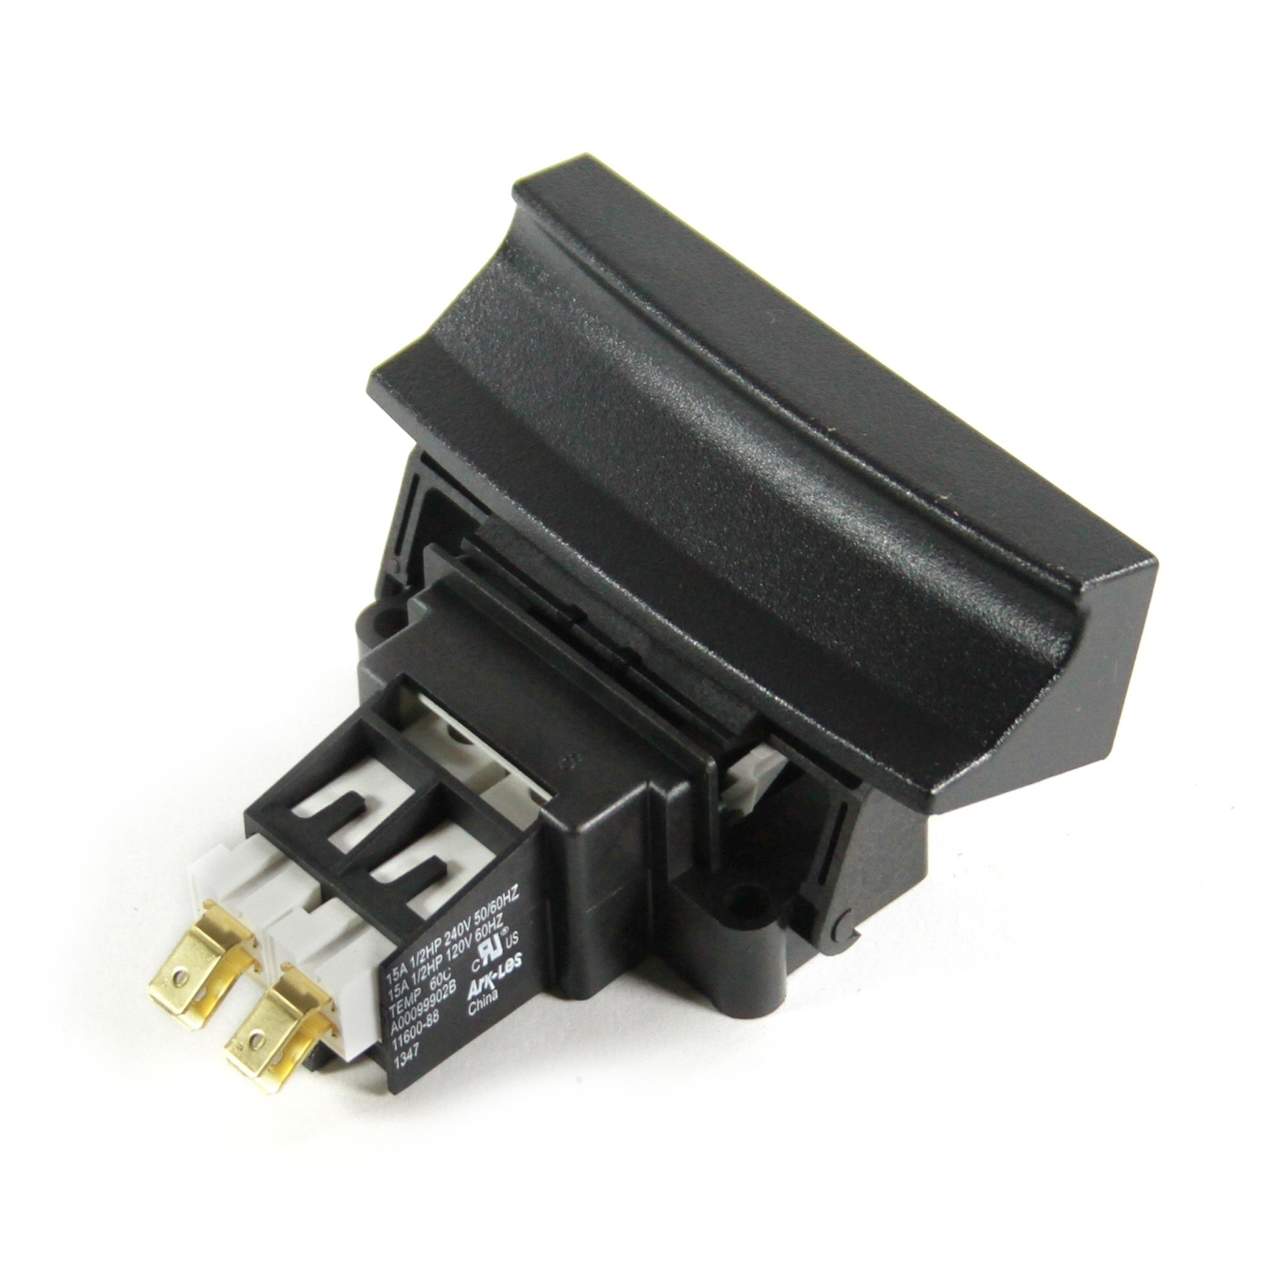 15A 1/2HP 240V 50/60HZ
15A 1/2HP 120V 60HZ
TEMP 60C
A00099902B
11600-88
1347
C UR ® US
Ark-Les
China